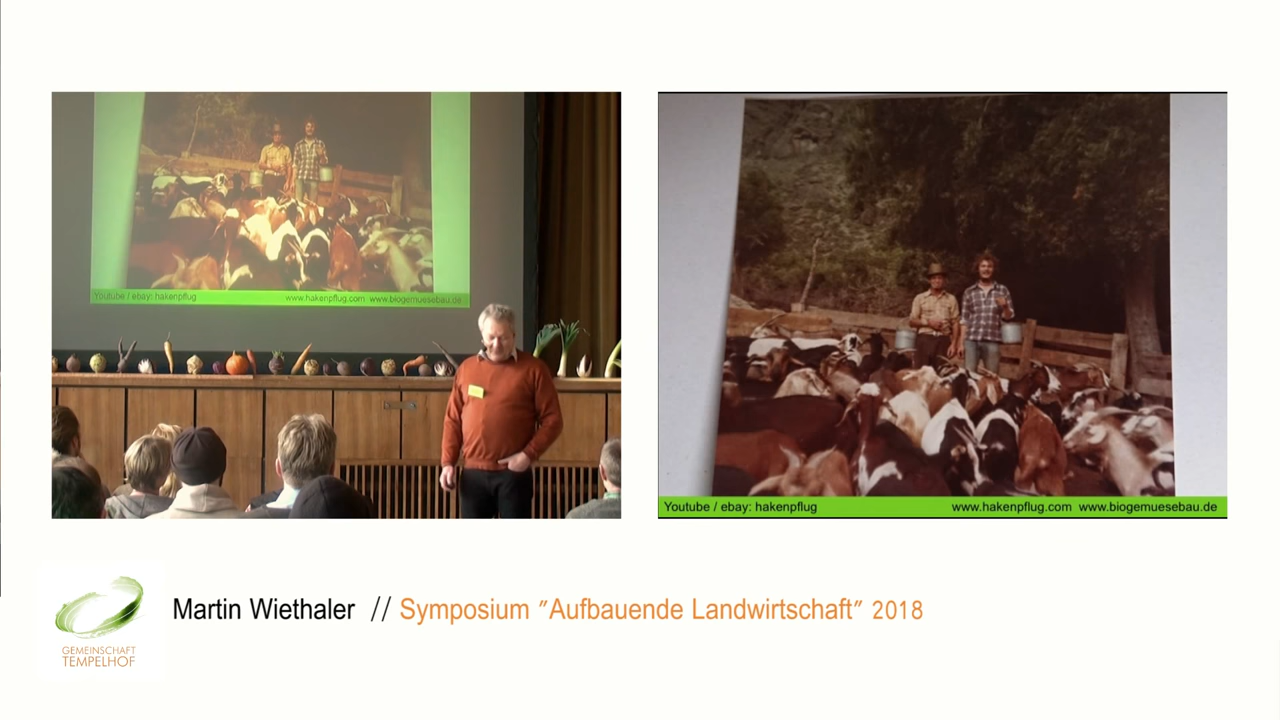 Youtube / ebay: hakenpflug www.hakenpflug.com www.biogemuesebau.de
Youtube / ebay: hakenpflug www.hakenpflug.com www.biogemuesebau.de
GEMEINSCHAFT
TEMPELHOF
Martin Wiethaler // Symposium "Aufbauende Landwirtschaft" 2018